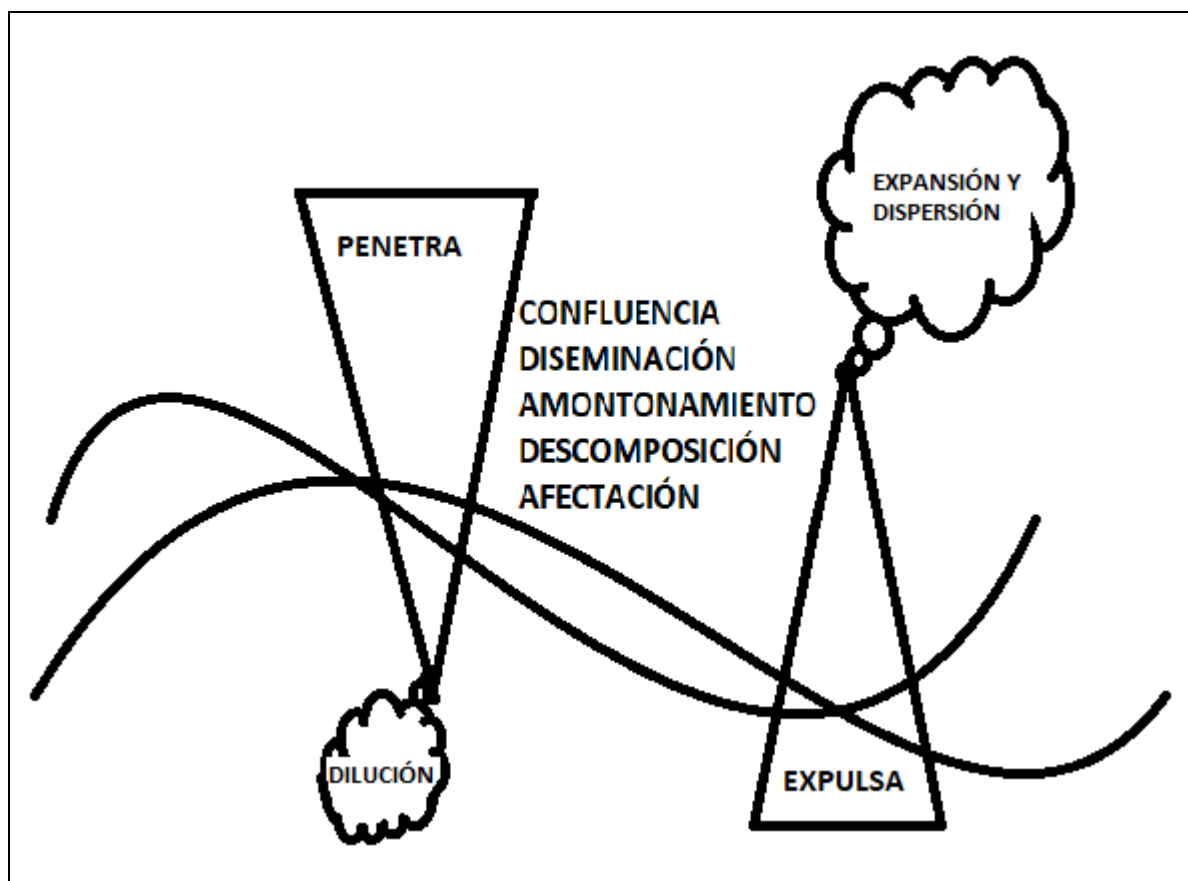 EXPANSIÓN Y
DISPERSIÓN
PENETRA
CONFLUENCIA
DISEMINACIÓN
AMONTONAMIENTO
DESCOMPOSICIÓN
AFECTACIÓN
DILUCIÓN
EXPULSA